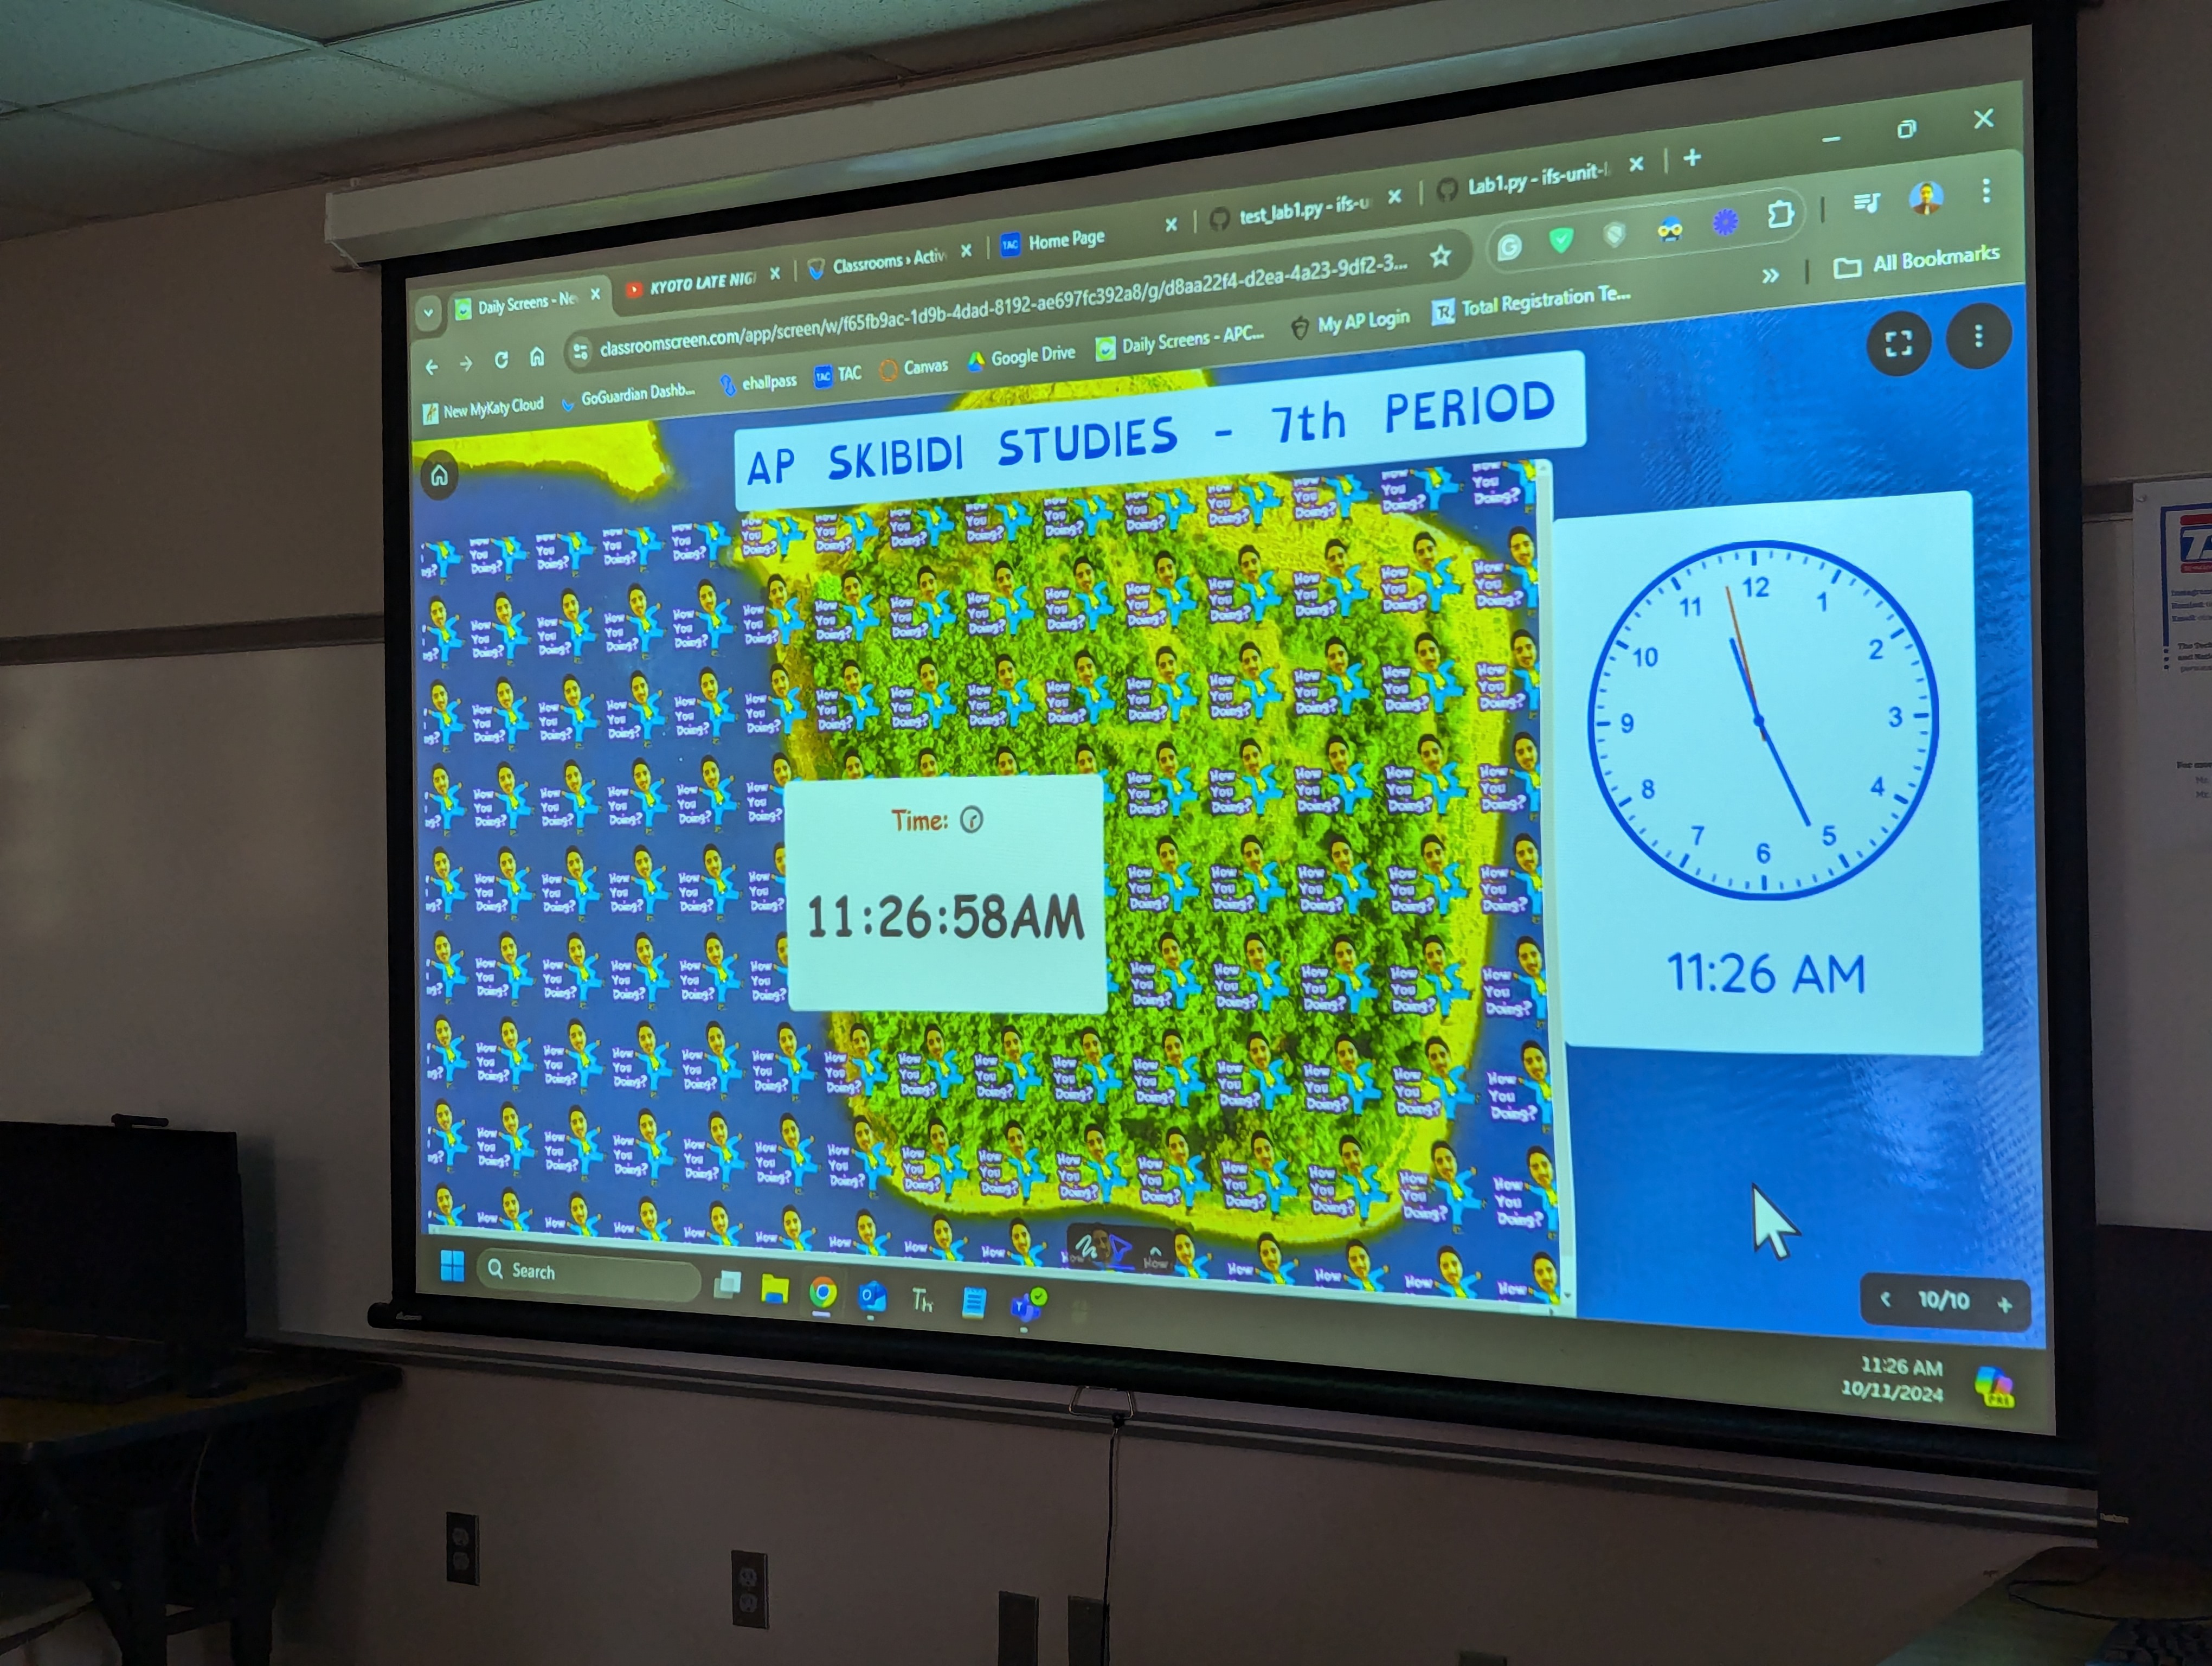 Daily Screens - Ne
KYOTO LATE NIG
Classrooms › Activ
TAC Home Page
test_lab1.py - ifs-u
Lab1.py - ifs-unit-l
classroomscreen.com/app/screen/w/f65fb9ac-1d9b-4dad-8192-ae697fc392a8/g/d8aa22f4-d2ea-4a23-9df2-3...
New MyKaty Cloud
GoGuardian Dashb...
ehallpass
TAC TAC
Canvas
Google Drive
Daily Screens - APC...
My AP Login
Total Registration Te...
» All Bookmarks
AP SKIBIDI STUDIES - 7th PERIOD
How
You
Doing?
Time:
11:26:58AM
12
1
2
3
4
5
6
7
8
9
10
11
11:26 AM
10/10
Search
11:26 AM
10/11/2024
PRE